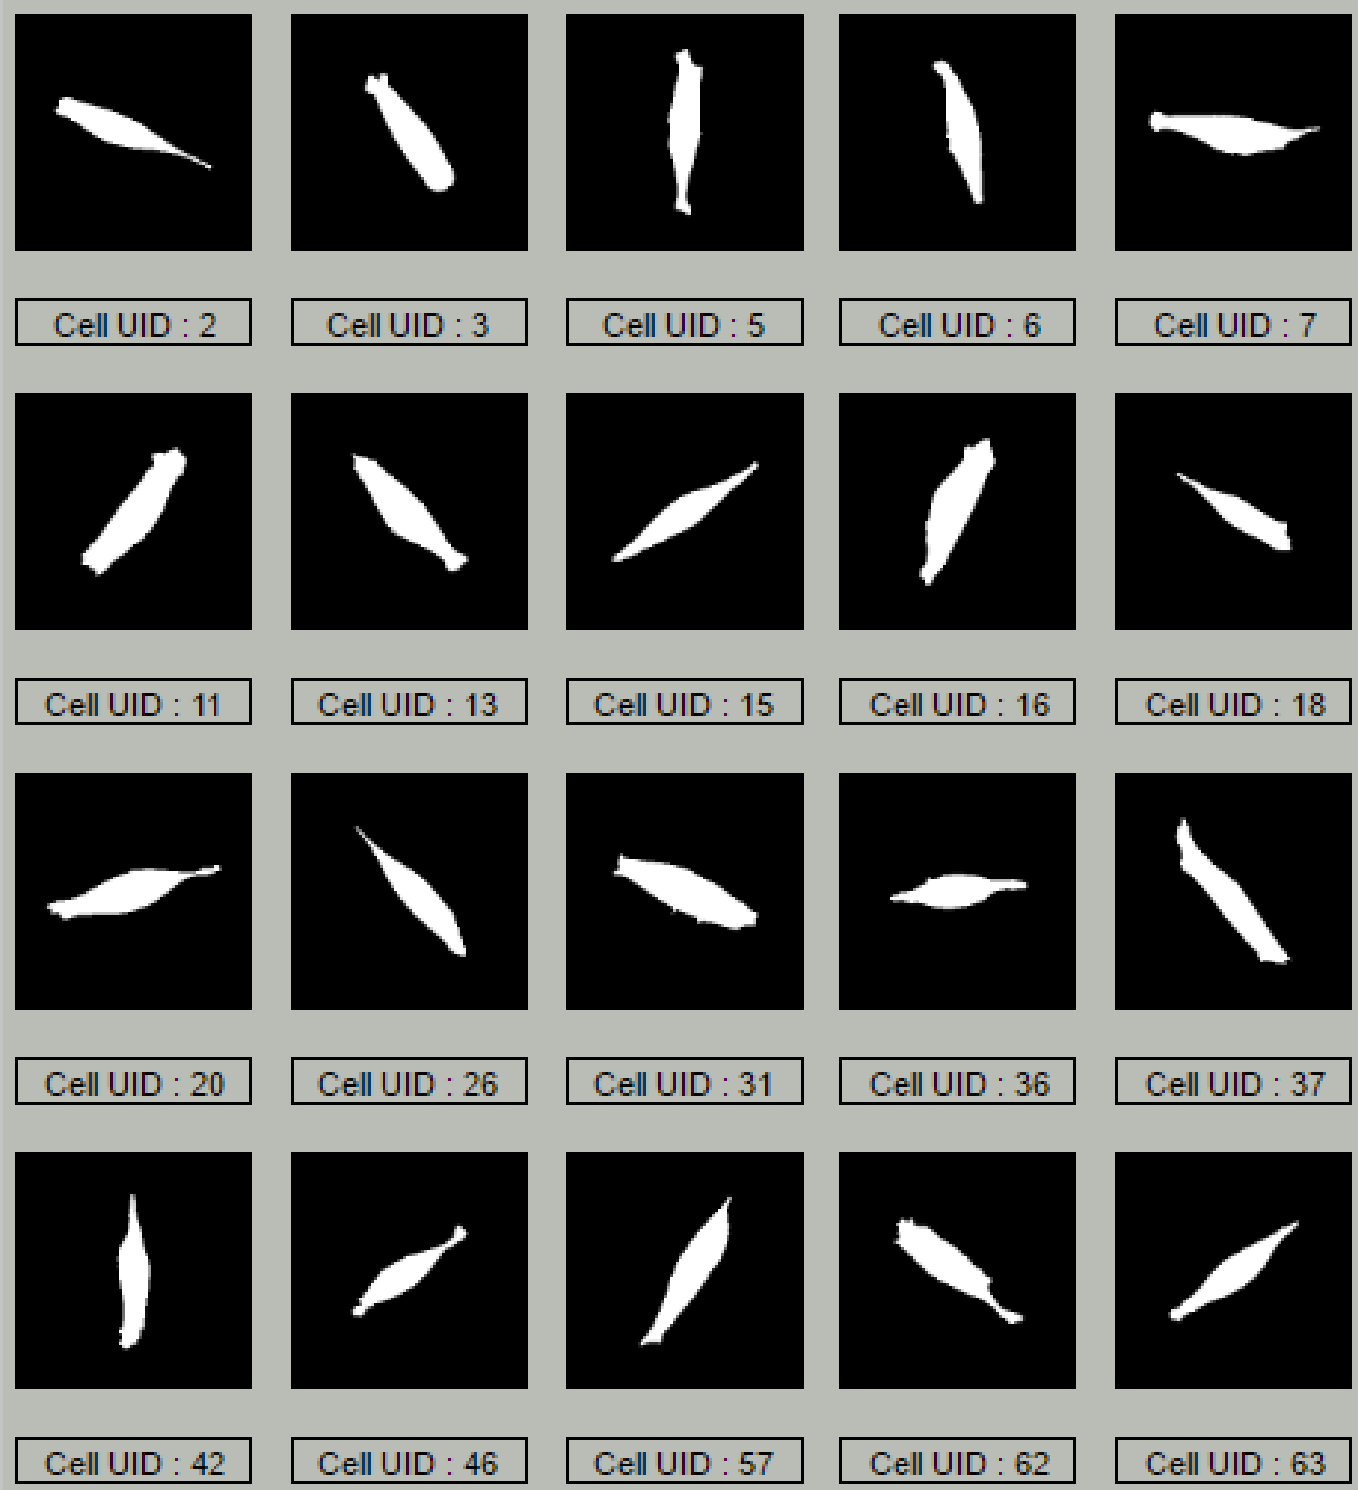 Cell UID : 2
Cell UID : 3
Cell UID : 5
Cell UID : 6
Cell UID : 7
Cell UID : 11
Cell UID : 13
Cell UID : 15
Cell UID : 16
Cell UID : 18
Cell UID : 20
Cell UID : 26
Cell UID : 31
Cell UID : 36
Cell UID : 37
Cell UID : 42
Cell UID : 46
Cell UID : 57
Cell UID : 62
Cell UID : 63